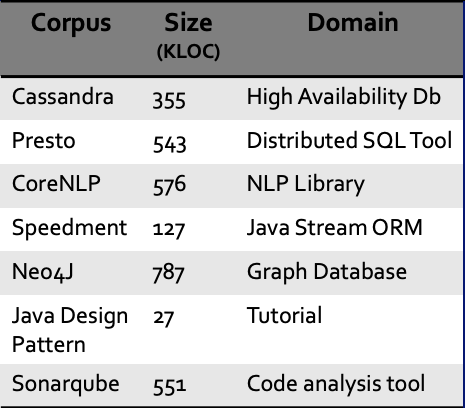 Corpus Size Domain
(KLOC)
Cassandra 355 High Availability Db
Presto 543 Distributed SQL Tool
CoreNLP 576 NLP Library
Speedment 127 Java Stream ORM
Neo4J 787 Graph Database
Java Design 27 Tutorial
Pattern
Sonarqube 551 Code analysis tool